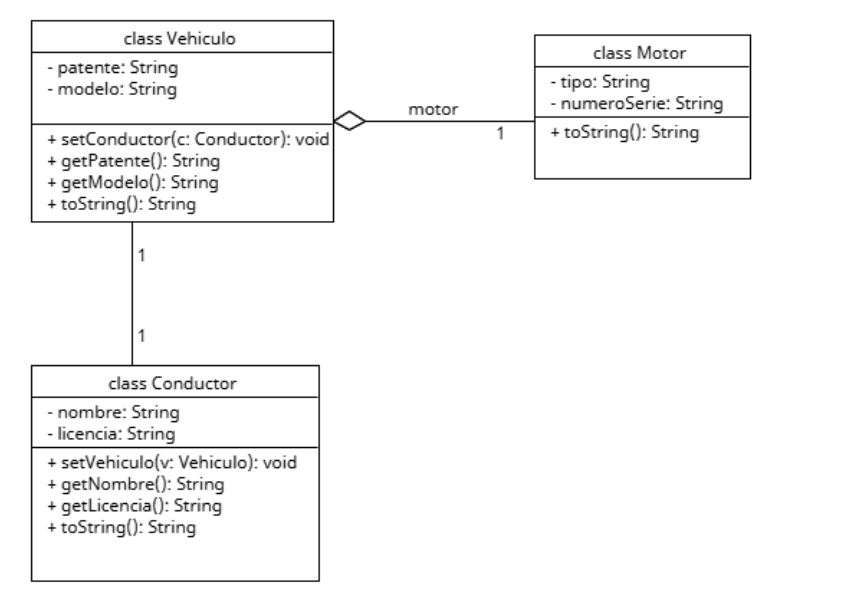 class Vehiculo
- patente: String
- modelo: String
+ setConductor(c: Conductor): void
+ getPatente(): String
+ getModelo(): String
+ toString(): String
motor
1
class Motor
- tipo: String
- numeroSerie: String
+ toString(): String
1
1
class Conductor
- nombre: String
- licencia: String
+ setVehiculo(v: Vehiculo): void
+ getNombre(): String
+ getLicencia(): String
+ toString(): String